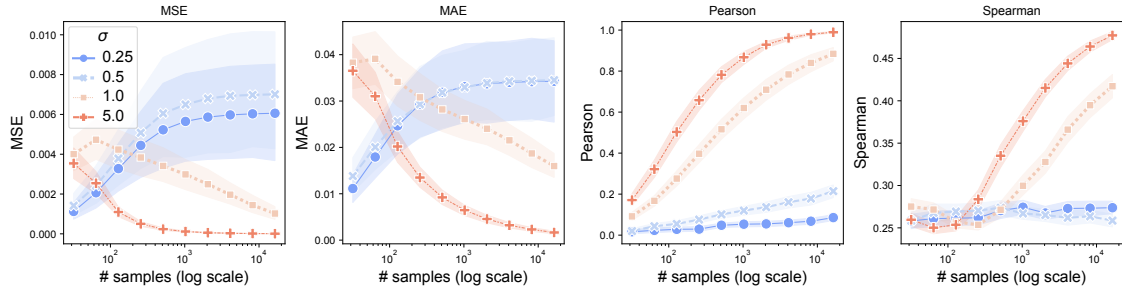 MSE
MAE
Pearson
Spearman
σ
0.25
0.5
1.0
5.0
MSE
0.010
0.008
0.006
0.004
0.002
0.000
10²
10³
10⁴
# samples (log scale)
MAE
0.04
0.03
0.02
0.01
0.00
10²
10³
10⁴
# samples (log scale)
Pearson
1.0
0.8
0.6
0.4
0.2
0.0
10²
10³
10⁴
# samples (log scale)
Spearman
0.45
0.40
0.35
0.30
0.25
10²
10³
10⁴
# samples (log scale)